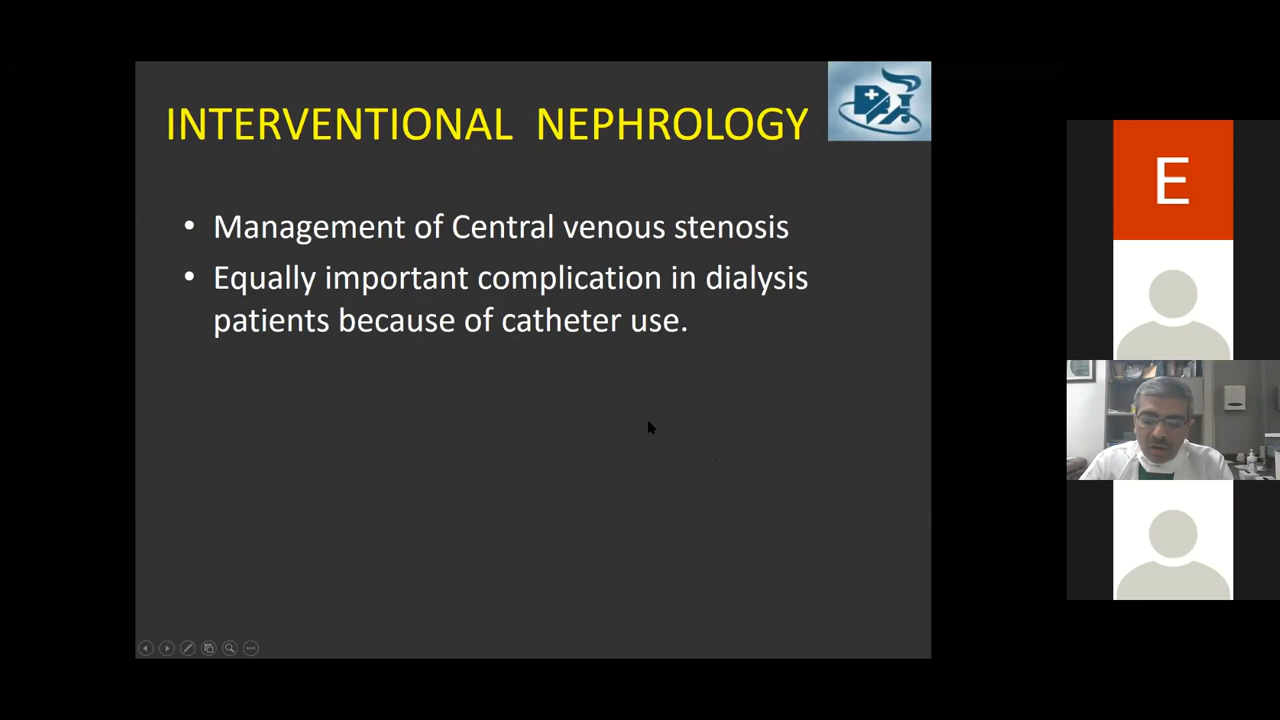 INTERVENTIONAL NEPHROLOGY
• Management of Central venous stenosis
• Equally important complication in dialysis
patients because of catheter use.
E